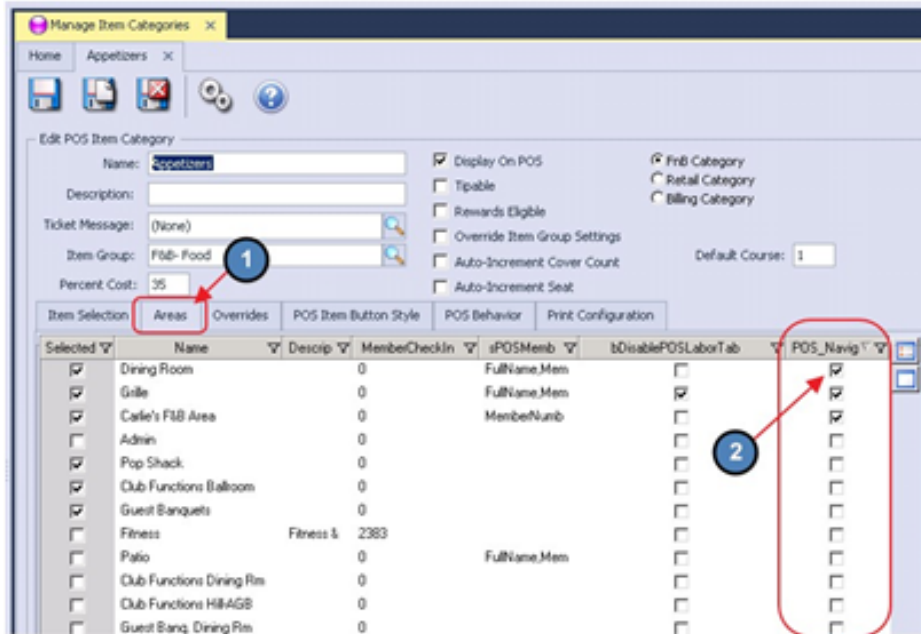 Manage Item Categories
Home Appetizers
Edit POS Item Category
Name: Appetizers
Description:
Ticket Message: (None)
Item Group: F&B- Food
Percent Cost: 35
Display On POS
Tipable
Rewards Eligble
Override Item Group Settings
Auto-Increment Cover Count
Auto-Increment Seat
FnB Category
Retail Category
Billing Category
Default Course: 1
1
Item Selection Areas Overrides POS Item Button Style POS Behavior Print Configuration
Selected Name Descrip MemberCheckIn sPOSMemb bDisablePOSLaborTab POS_Navig
Dining Room 0 FullName,Mem
Grille 0 FullName,Mem
Carlie's F&B Area 0 MemberNumb
Admin 0
2
Pop Shack 0
Club Functions Ballroom 0
Guest Banquets 0
Fitness Fitness & 2383
Patio 0 FullName,Mem
Club Functions Dining Rm 0
Club Functions Hill-AGB 0
Guest Banq. Dining Rm 0